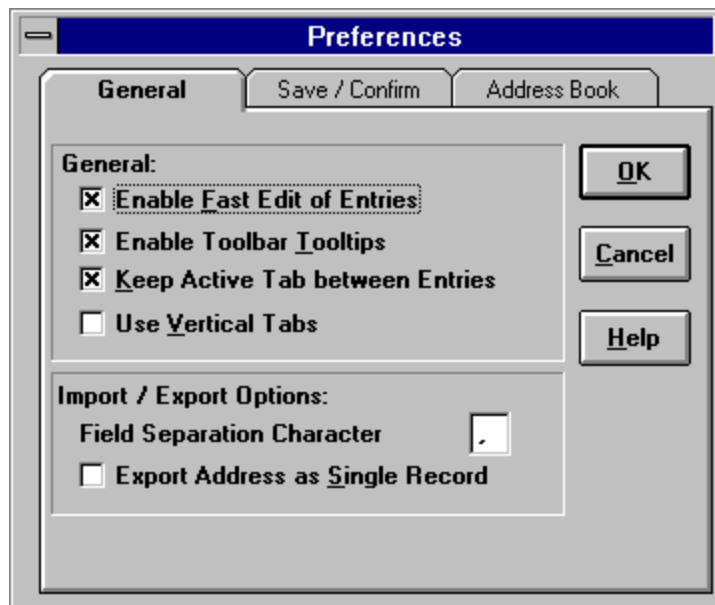 Preferences
General
Save / Confirm
Address Book
General:
Enable Fast Edit of Entries
Enable Toolbar Tooltips
Keep Active Tab between Entries
Use Vertical Tabs
OK
Cancel
Help
Import / Export Options:
Field Separation Character ,
Export Address as Single Record